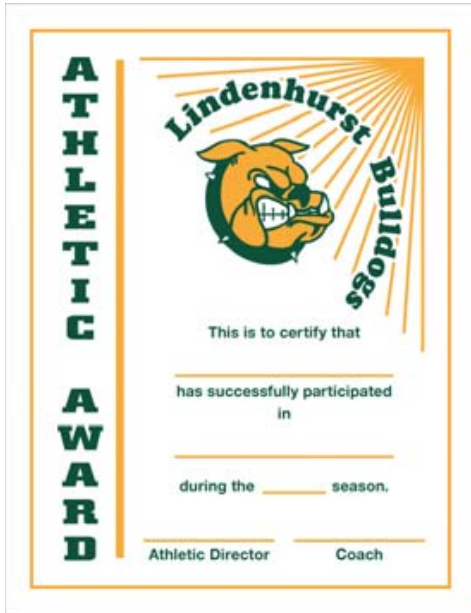 ATHLETIC AWARD
Lindenhurst Bulldogs
This is to certify that
has successfully participated
in
during the ______ season.
Athletic Director
Coach